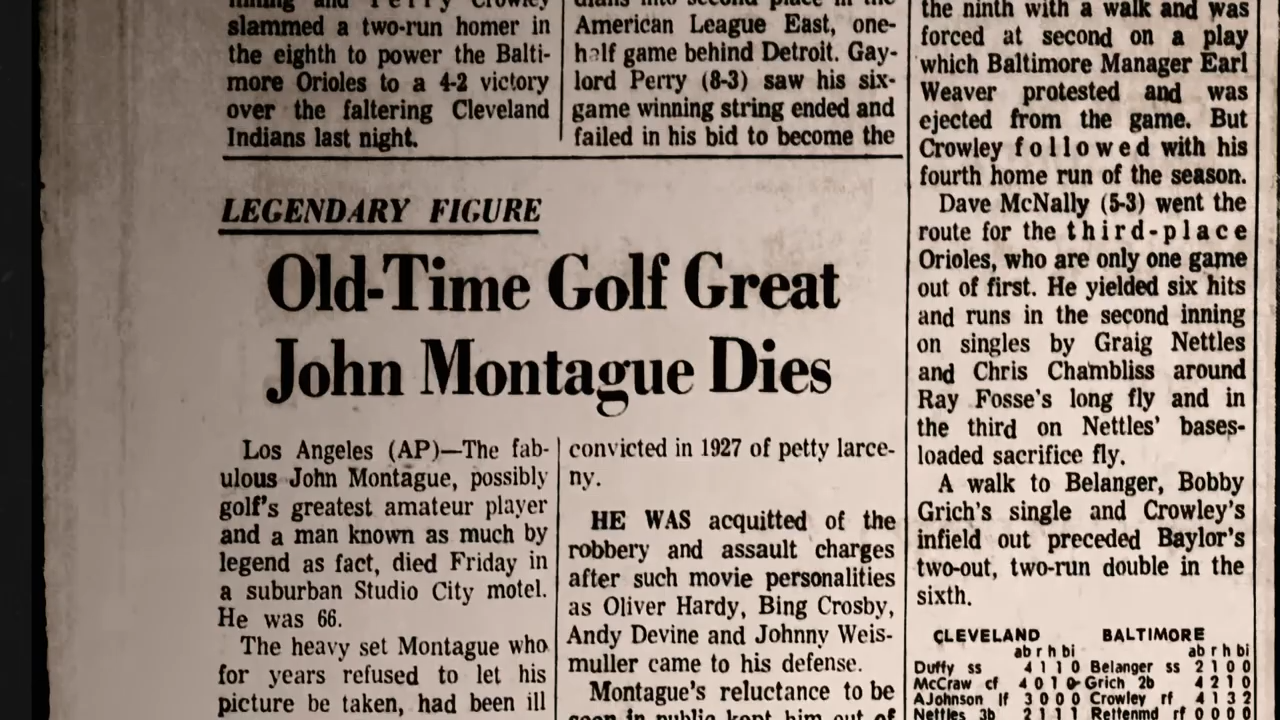 slammed a two-run homer in
the eighth to power the Balti-
more Orioles to a 4-2 victory
over the faltering Cleveland
Indians last night.
American League East, one-
half game behind Detroit. Gay-
lord Perry (8-3) saw his six-
game winning string ended and
failed in his bid to become the
LEGENDARY FIGURE
Old-Time Golf Great
John Montague Dies
Los Angeles (AP)—The fab-
ulous John Montague, possibly
golf's greatest amateur player
and a man known as much by
legend as fact, died Friday in
a suburban Studio City motel.
He was 66.
The heavy set Montague who
for years refused to let his
picture be taken, had been ill
convicted in 1927 of petty larce-
ny.
HE WAS acquitted of the
robbery and assault charges
after such movie personalities
as Oliver Hardy, Bing Crosby,
Andy Devine and Johnny Weis-
muller came to his defense.
Montague's reluctance to be
the ninth with a walk and was
forced at second on a play
which Baltimore Manager Earl
Weaver protested and was
ejected from the game. But
Crowley followed with his
fourth home run of the season.
Dave McNally (5-3) went the
route for the third-place
Orioles, who are only one game
out of first. He yielded six hits
and runs in the second inning
on singles by Graig Nettles
and Chris Chambliss around
Ray Fosse's long fly and in
the third on Nettles' bases-
loaded sacrifice fly.
A walk to Belanger, Bobby
Grich's single and Crowley's
infield out preceded Baylor's
two-out, two-run double in the
sixth.
CLEVELAND BALTIMORE
ab r h bi ab r h bi
Duffy ss 4 1 1 0 Belanger ss 2 1 0 0
McCraw cf 4 0 1 0 Grich 2b 4 2 1 0
AJohnson lf 3 0 0 0 Crowley rf 4 1 3 2
Nettles 3b 2 1 1 1 Rettenmd rf 0 0 0 0